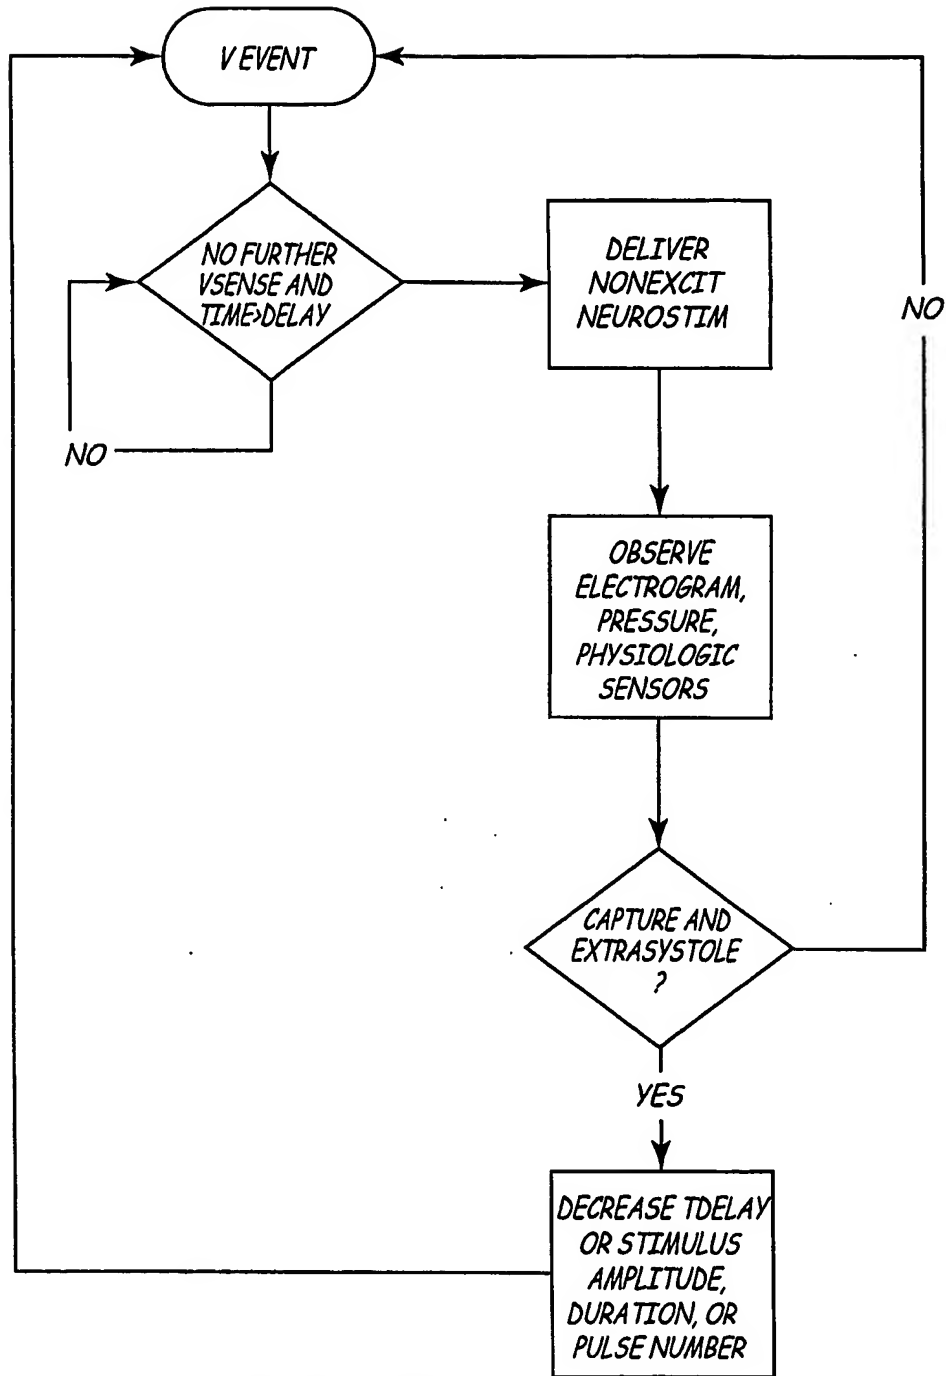 V EVENT
NO FURTHER
VSENSE AND
TIME>DELAY
NO
DELIVER
NONEXCIT
NEUROSTIM
NO
OBSERVE
ELECTROGRAM,
PRESSURE,
PHYSIOLOGIC
SENSORS
CAPTURE AND
EXTRASYSTOLE
?
YES
DECREASE TDELAY
OR STIMULUS
AMPLITUDE,
DURATION, OR
PULSE NUMBER